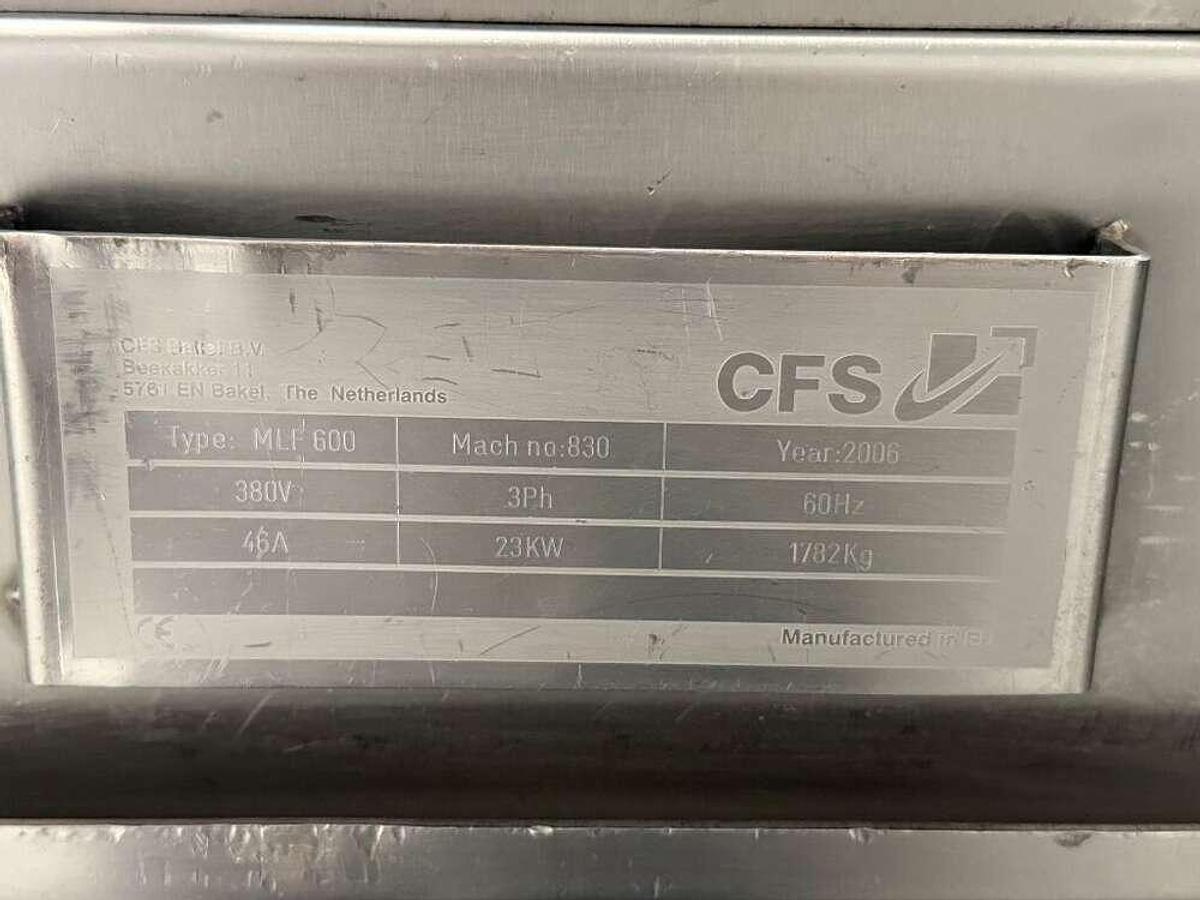 CFS Bakel B.V.
Beekakker 11
5761 EN Bakel, The Netherlands
CFS
Type: 600 Mach no:830 Year:2006
380V 3Ph 60Hz
46A 23KW 1782Kg
CE
Manufactured in